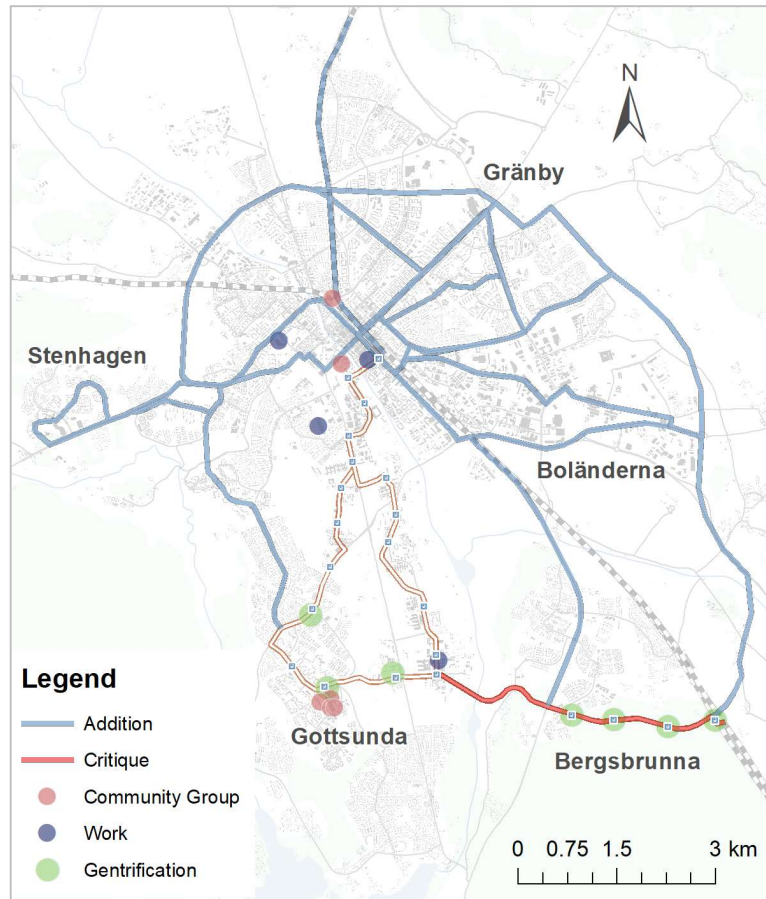 N
Gränby
Stenhagen
Boländerna
Gottsunda
Bergsbrunna
Legend
Addition
Critique
Community Group
Work
Gentrification
0 0.75 1.5 3 km